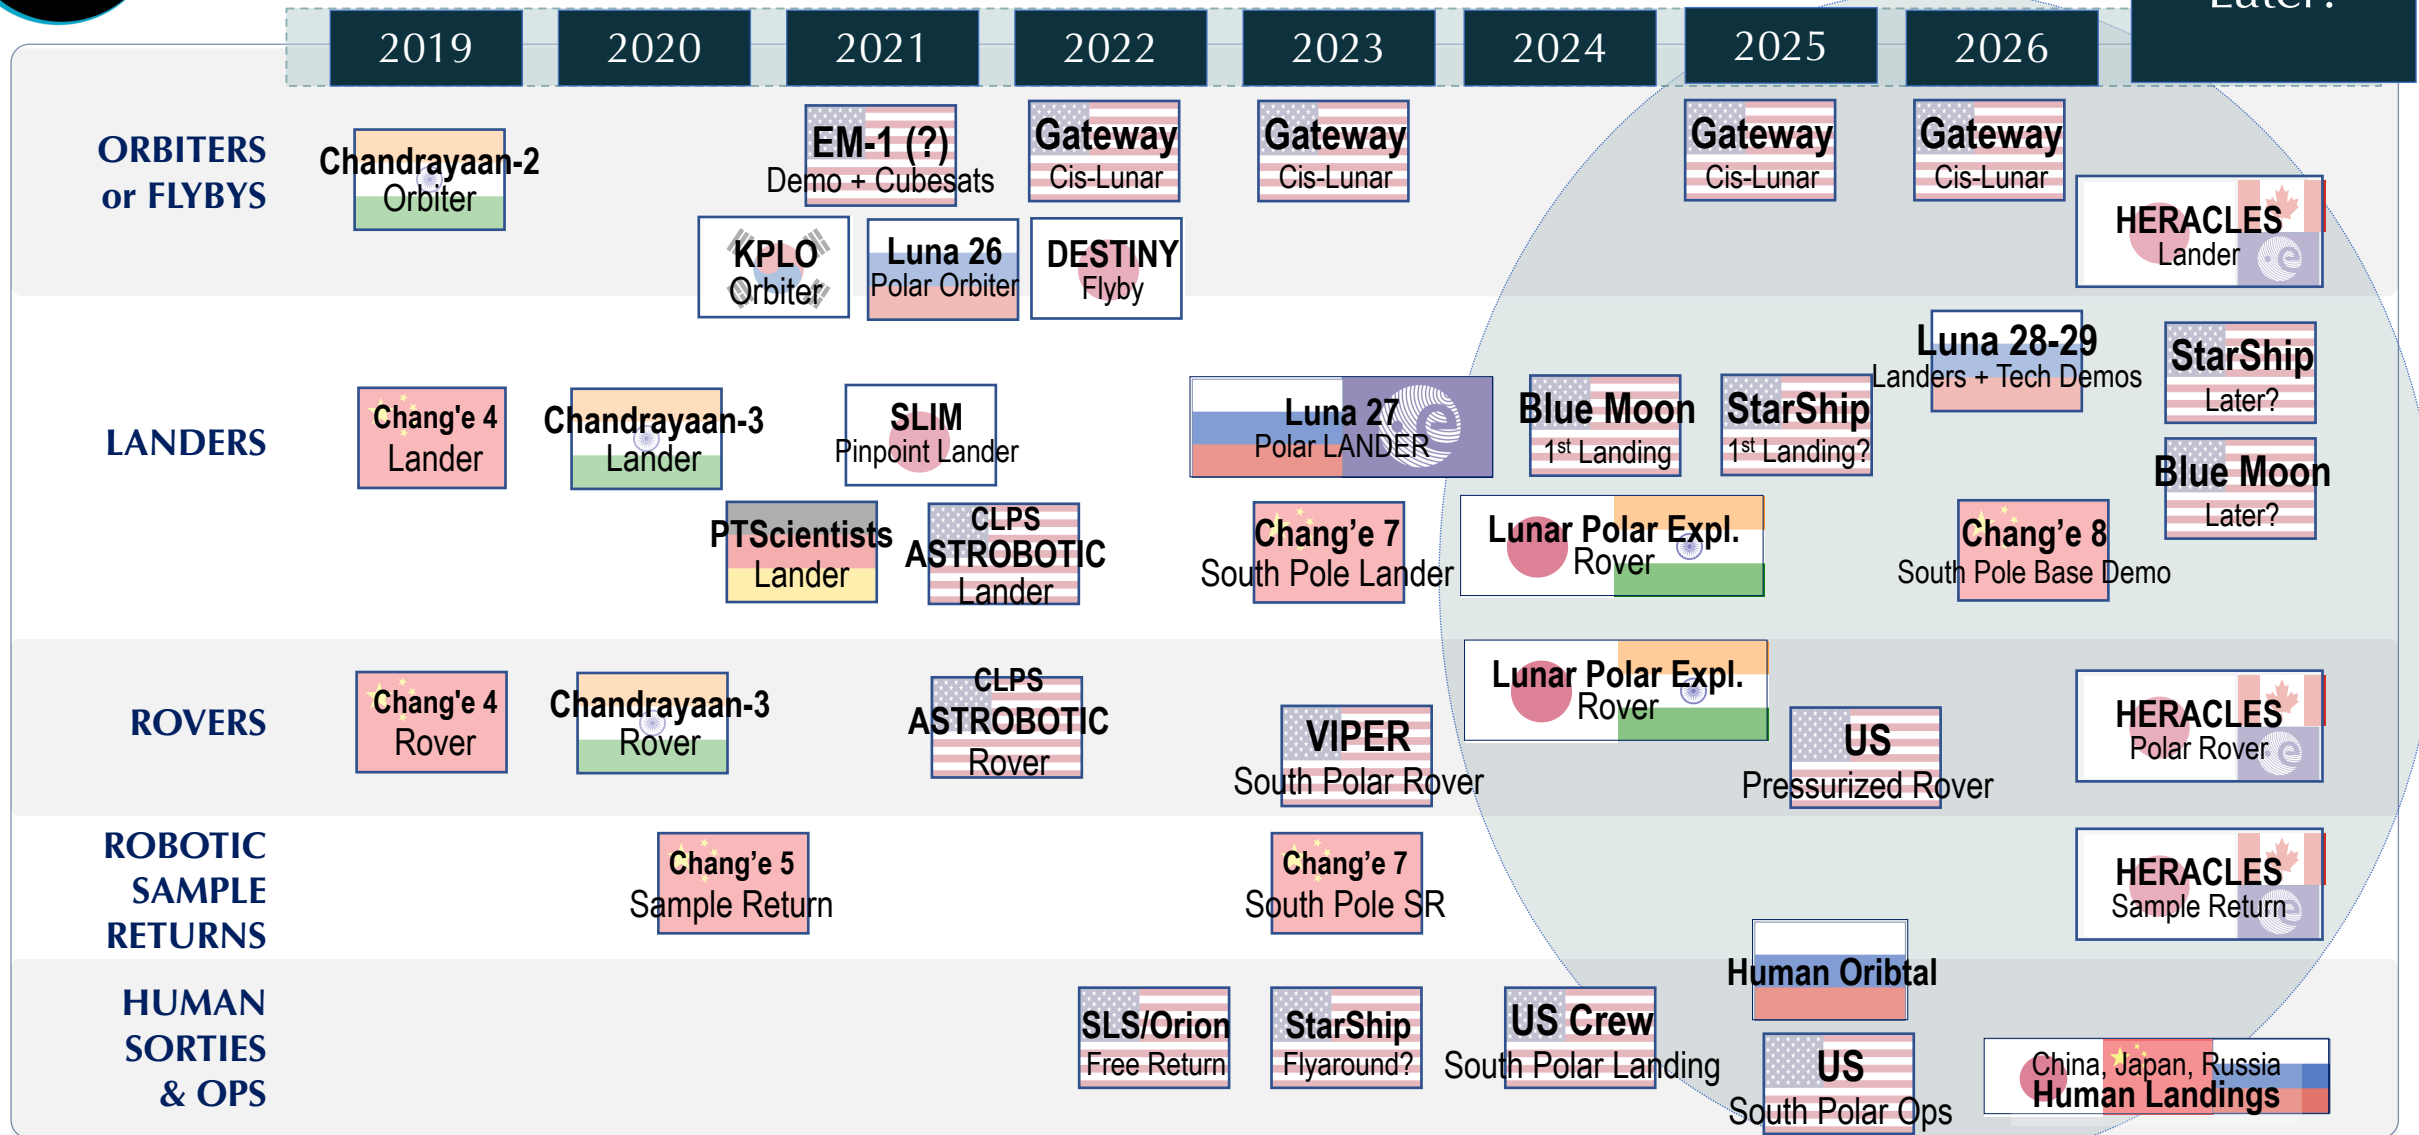 Later?
2019 2020 2021 2022 2023 2024 2025 2026
ORBITERS
or FLYBYS
Chandrayaan-2
Orbiter
EM-1 (?)
Demo + Cubesats
Gateway
Cis-Lunar
Gateway
Cis-Lunar
Gateway
Cis-Lunar
Gateway
Cis-Lunar
KPLO
Orbiter
Luna 26
Polar Orbiter
DESTINY
Flyby
HERACLES
Lander
LANDERS
Chang'e 4
Lander
Chandrayaan-3
Lander
SLIM
Pinpoint Lander
Luna 27
Polar LANDER
Blue Moon
1st Landing
StarShip
1st Landing?
Luna 28-29
Landers + Tech Demos
StarShip
Later?
PTScientists
Lander
CLPS
ASTROBOTIC
Lander
Chang’e 7
South Pole Lander
Lunar Polar Expl.
Rover
Chang’e 8
South Pole Base Demo
Blue Moon
Later?
ROVERS
Chang'e 4
Rover
Chandrayaan-3
Rover
CLPS
ASTROBOTIC
Rover
VIPER
South Polar Rover
Lunar Polar Expl.
Rover
US
Pressurized Rover
HERACLES
Polar Rover
ROBOTIC
SAMPLE
RETURNS
Chang’e 5
Sample Return
Chang’e 7
South Pole SR
HERACLES
Sample Return
HUMAN
SORTIES
& OPS
SLS/Orion
Free Return
StarShip
Flyaround?
US Crew
South Polar Landing
Human Oribtal
US
South Polar Ops
China, Japan, Russia
Human Landings